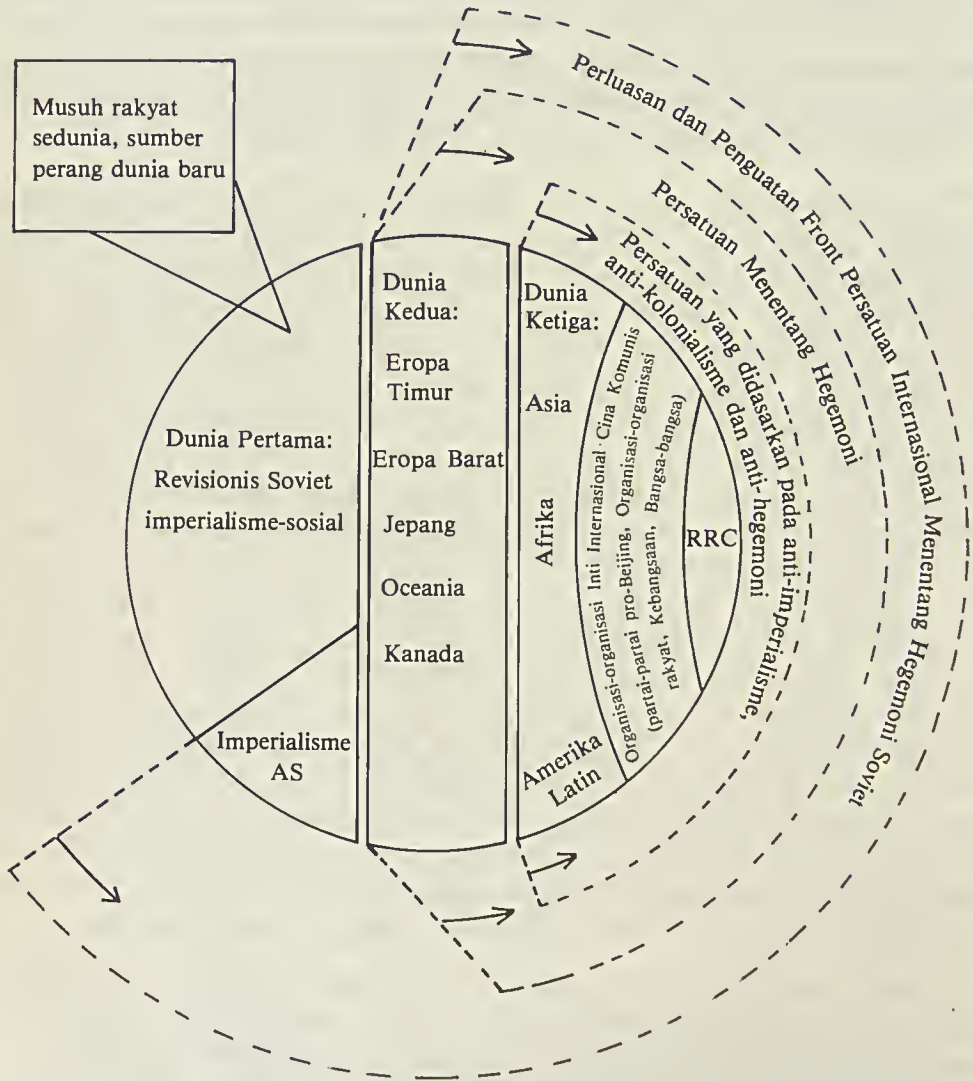 Musuh rakyat
sedunia, sumber
perang dunia baru
Perluasan dan Penguatan Front Persatuan Internasional Menentang Hegemoni Soviet
Persatuan Menentang Hegemoni
Persatuan yang didasarkan pada anti-imperialisme,
anti-kolonialisme dan anti-hegemoni
Dunia Pertama:
Revisionis Soviet
imperialisme-sosial
Imperialisme
AS
Dunia
Kedua:
Eropa
Timur
Eropa Barat
Jepang
Oceania
Kanada
Dunia
Ketiga:
Asia
Afrika
Amerika
Latin
Organisasi-organisasi Inti Internasional Cina Komunis
(partai-partai pro-Beijing, Organisasi-organisasi
rakyat, Kebangsaan, Bangsa-bangsa)
RRC